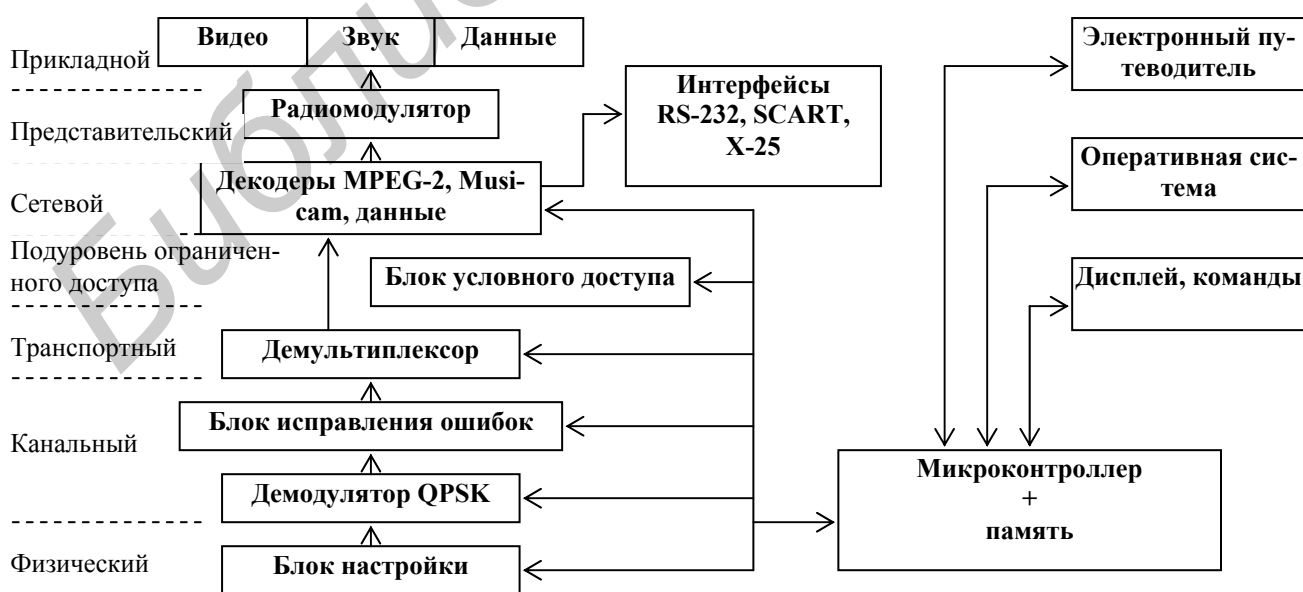 Видео
Звук
Данные
Прикладной
Радиомодулятор
Представительский
Декодеры MPEG-2, Musi-
cam, данные
Сетевой
Интерфейсы
RS-232, SCART,
X-25
Подуровень ограничен-
ного доступа
Блок условного доступа
Транспортный
Демультиплексор
Блок исправления ошибок
Канальный
Демодулятор QPSK
Физический
Блок настройки
Электронный пу-
теводитель
Оперативная сис-
тема
Дисплей, команды
Микроконтроллер
+
память
Библи